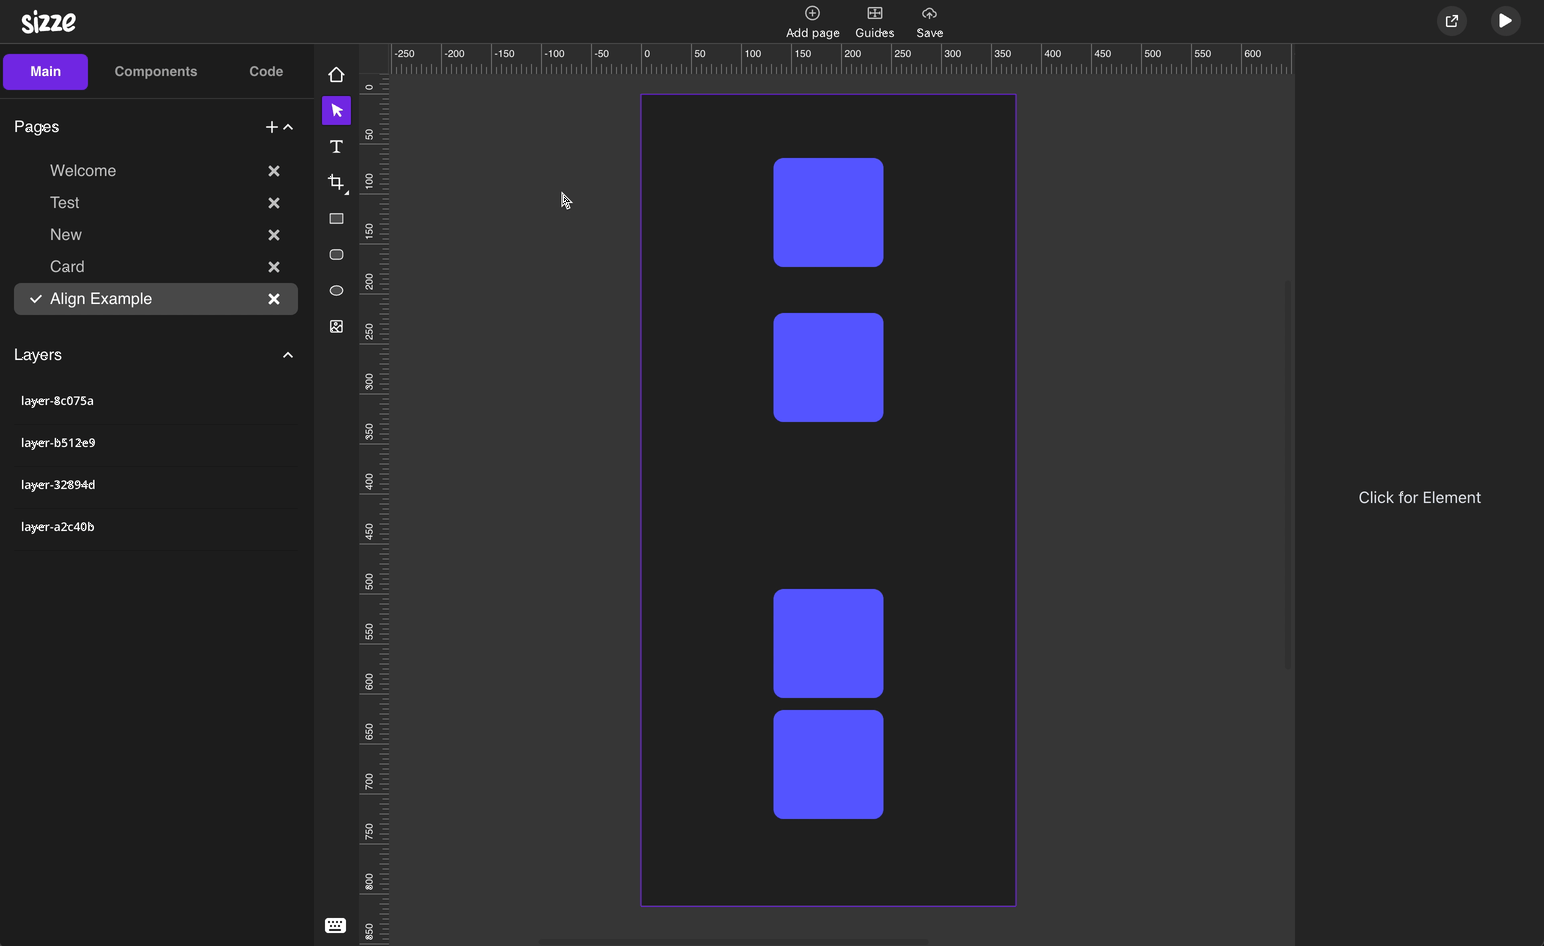 sizze
Add page
Guides
Save
Main
Components
Code
-250 -200 -150 -100 -50 0 50 100 150 200 250 300 350 400 450 500 550 600
Pages
Welcome
Test
New
Card
Align Example
Layers
layer-8c075a
layer-b512e9
layer-32894d
layer-a2c40b
T
0
50
100
150
200
250
300
350
400
450
500
550
600
650
700
750
800
850
Click for Element